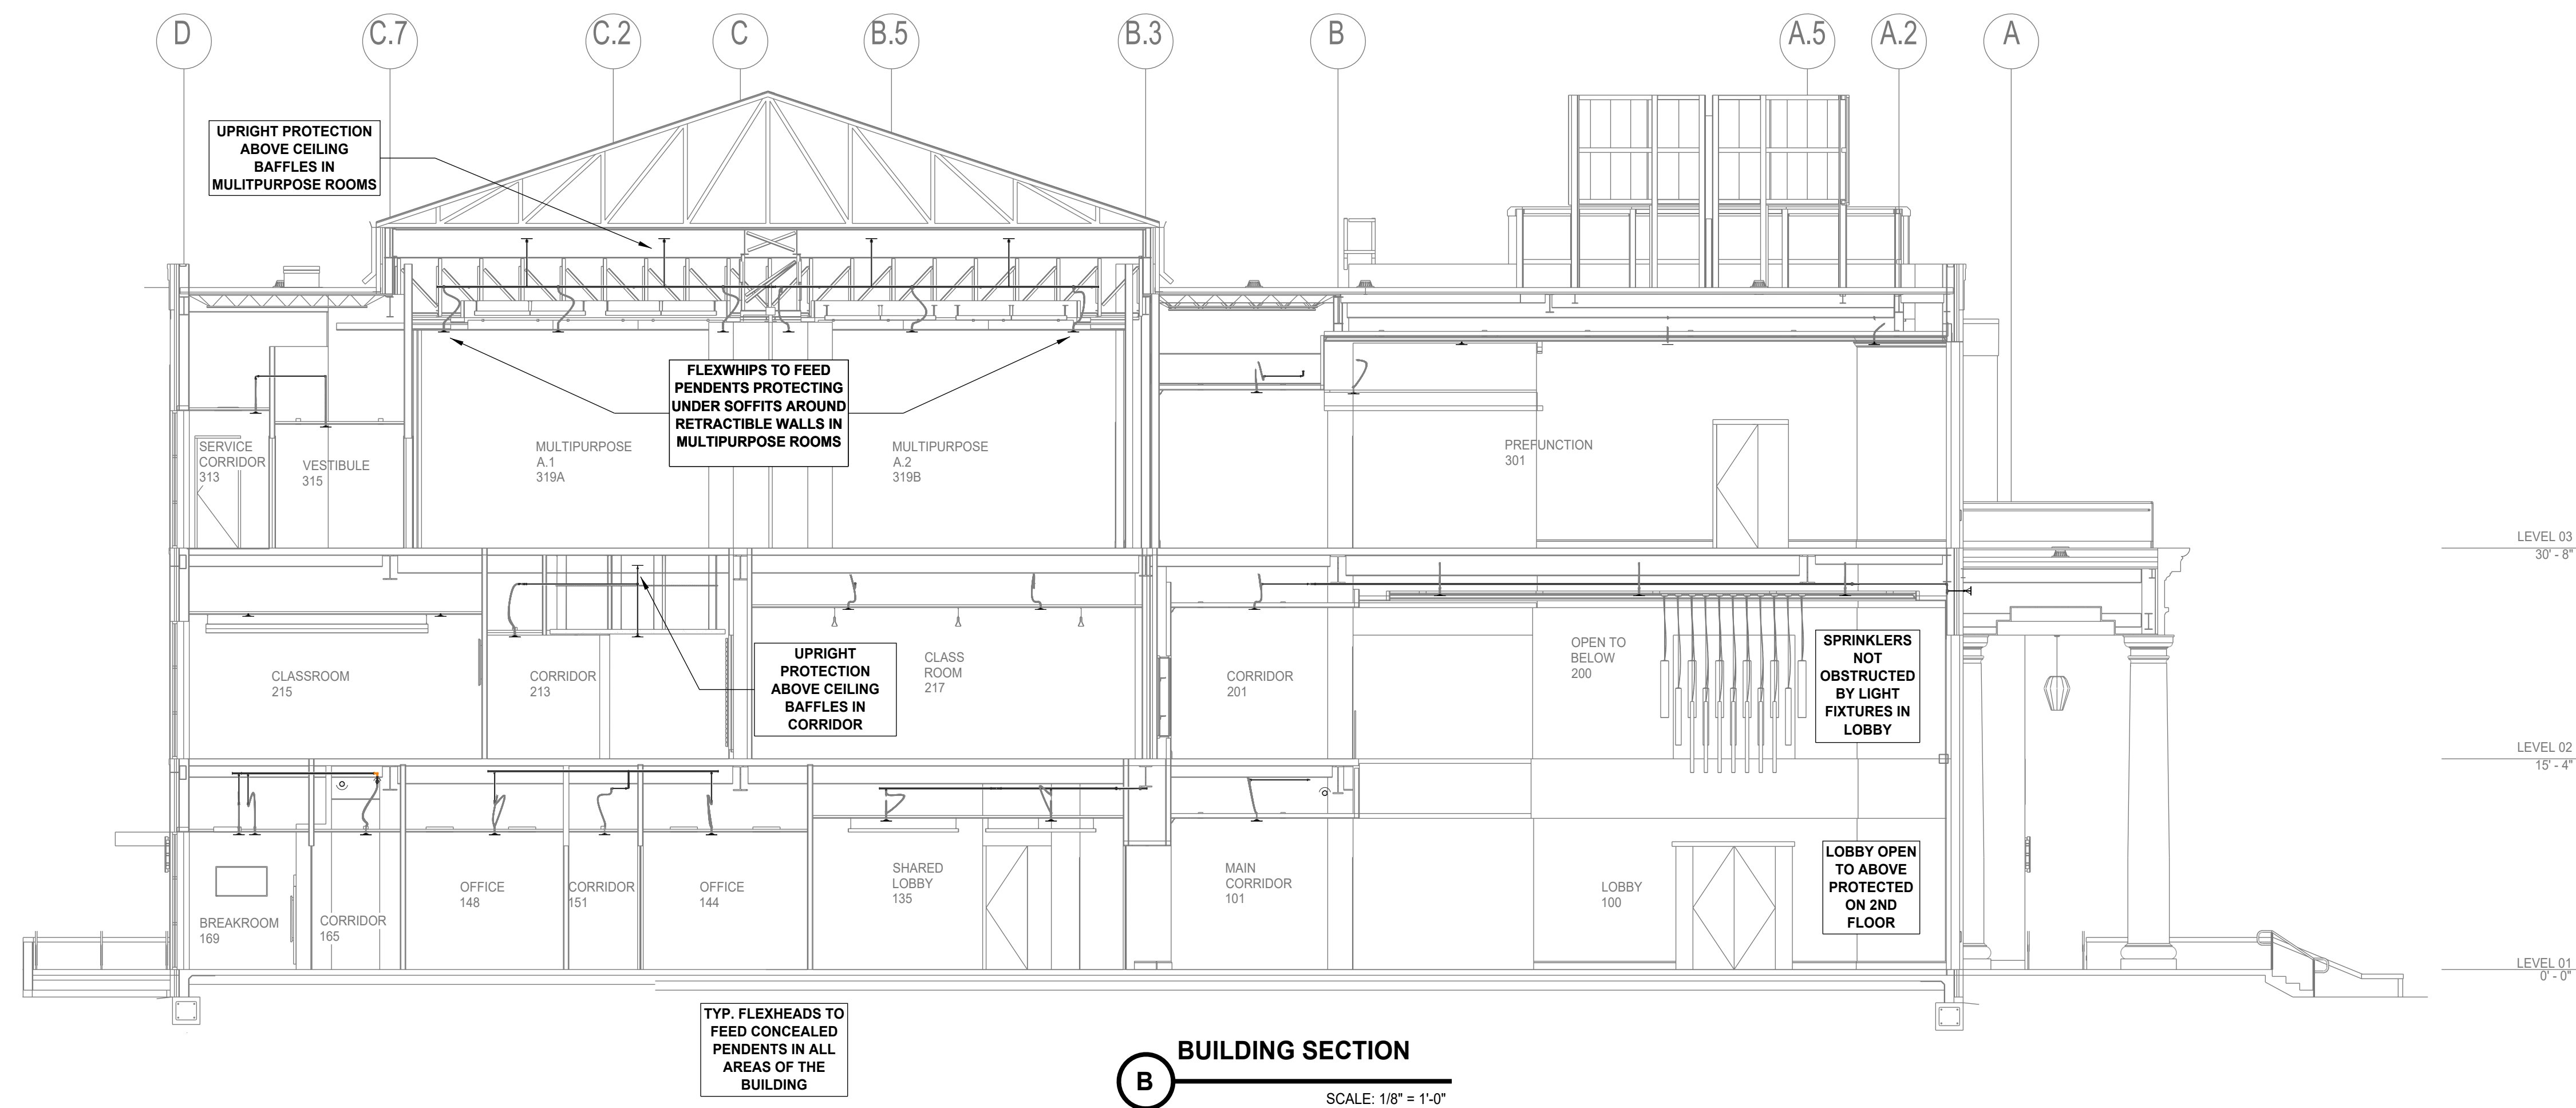 D
C.7
C.2
C
B.5
B.3
B
A.5
A.2
A
UPRIGHT PROTECTION
ABOVE CEILING
BAFFLES IN
MULITPURPOSE ROOMS
FLEXWHIPS TO FEED
PENDENTS PROTECTING
UNDER SOFFITS AROUND
RETRACTIBLE WALLS IN
MULTIPURPOSE ROOMS
SERVICE
CORRIDOR
313
VESTIBULE
315
MULTIPURPOSE
A.1
319A
MULTIPURPOSE
A.2
319B
PREFUNCTION
301
LEVEL 03
30' - 8"
CLASSROOM
215
CORRIDOR
213
UPRIGHT
PROTECTION
ABOVE CEILING
BAFFLES IN
CORRIDOR
CLASS
ROOM
217
CORRIDOR
201
OPEN TO
BELOW
200
SPRINKLERS
NOT
OBSTRUCTED
BY LIGHT
FIXTURES IN
LOBBY
LEVEL 02
15' - 4"
BREAKROOM
169
CORRIDOR
165
OFFICE
148
CORRIDOR
151
OFFICE
144
SHARED
LOBBY
135
MAIN
CORRIDOR
101
LOBBY
100
LOBBY OPEN
TO ABOVE
PROTECTED
ON 2ND
FLOOR
LEVEL 01
0' - 0"
TYP. FLEXHEADS TO
FEED CONCEALED
PENDENTS IN ALL
AREAS OF THE
BUILDING
B
BUILDING SECTION
SCALE: 1/8" = 1'-0"